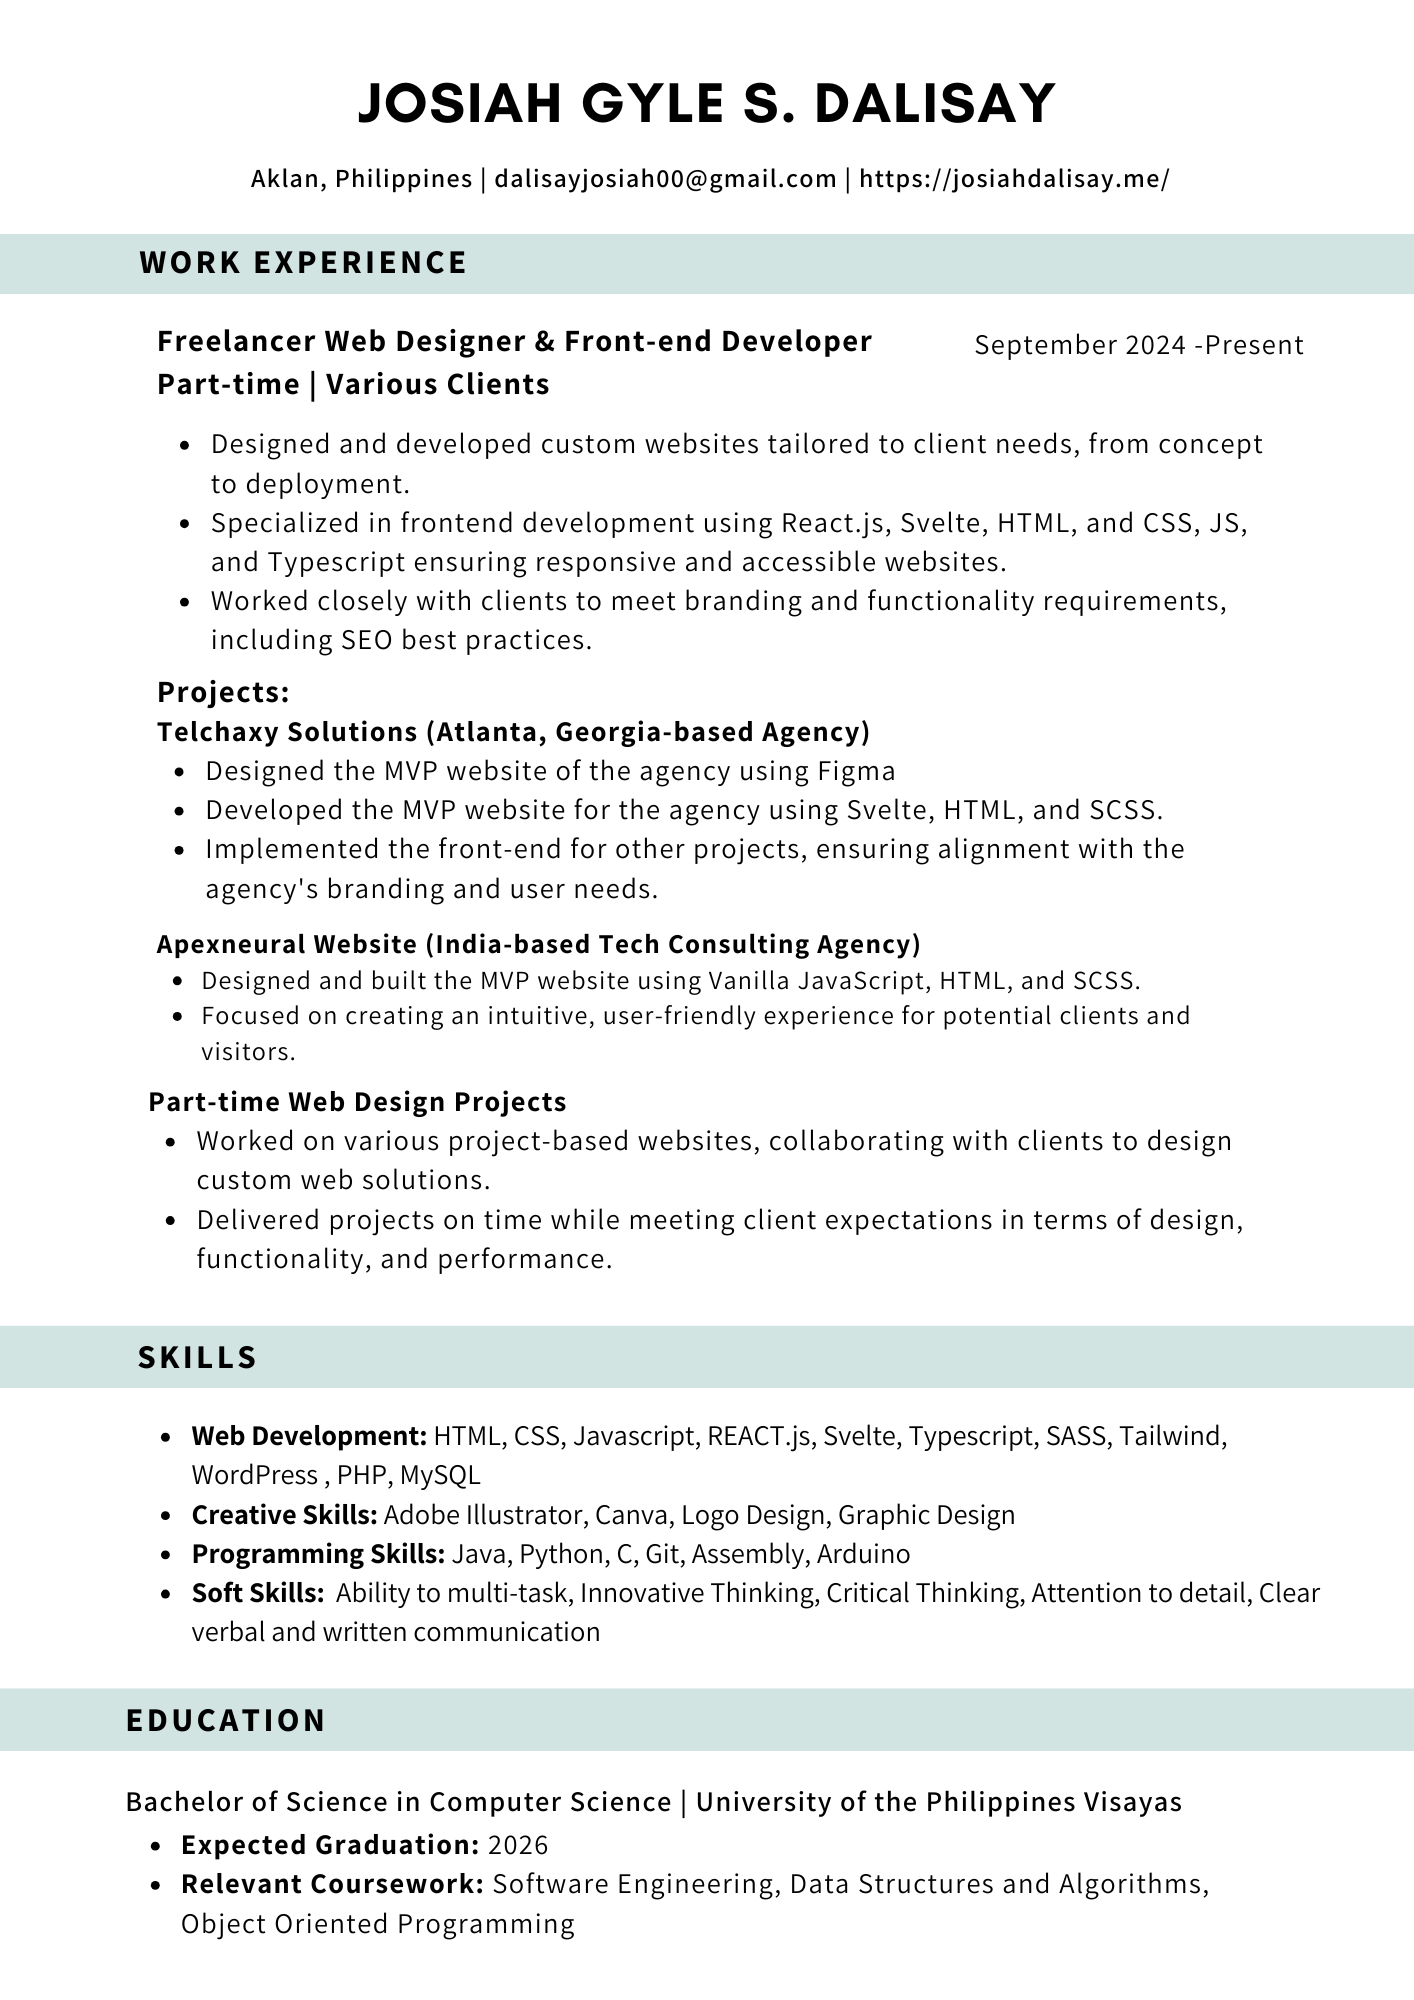 JOSIAH GYLE S. DALISAY
Aklan, Philippines | dalisayjosiah00@gmail.com | https://josiahdalisay.me/
WORK EXPERIENCE
Freelancer Web Designer & Front-end Developer September 2024 -Present
Part-time | Various Clients
• Designed and developed custom websites tailored to client needs, from concept
to deployment.
• Specialized in frontend development using React.js, Svelte, HTML, and CSS, JS,
and Typescript ensuring responsive and accessible websites.
• Worked closely with clients to meet branding and functionality requirements,
including SEO best practices.
Projects:
Telchaxy Solutions (Atlanta, Georgia-based Agency)
• Designed the MVP website of the agency using Figma
• Developed the MVP website for the agency using Svelte, HTML, and SCSS.
• Implemented the front-end for other projects, ensuring alignment with the
agency's branding and user needs.
Apexneural Website (India-based Tech Consulting Agency)
• Designed and built the MVP website using Vanilla JavaScript, HTML, and SCSS.
• Focused on creating an intuitive, user-friendly experience for potential clients and
visitors.
Part-time Web Design Projects
• Worked on various project-based websites, collaborating with clients to design
custom web solutions.
• Delivered projects on time while meeting client expectations in terms of design,
functionality, and performance.
SKILLS
• Web Development: HTML, CSS, Javascript, REACT.js, Svelte, Typescript, SASS, Tailwind,
WordPress , PHP, MySQL
• Creative Skills: Adobe Illustrator, Canva, Logo Design, Graphic Design
• Programming Skills: Java, Python, C, Git, Assembly, Arduino
• Soft Skills:  Ability to multi-task, Innovative Thinking, Critical Thinking, Attention to detail, Clear
verbal and written communication
EDUCATION
Bachelor of Science in Computer Science | University of the Philippines Visayas
• Expected Graduation: 2026
• Relevant Coursework: Software Engineering, Data Structures and Algorithms,
Object Oriented Programming